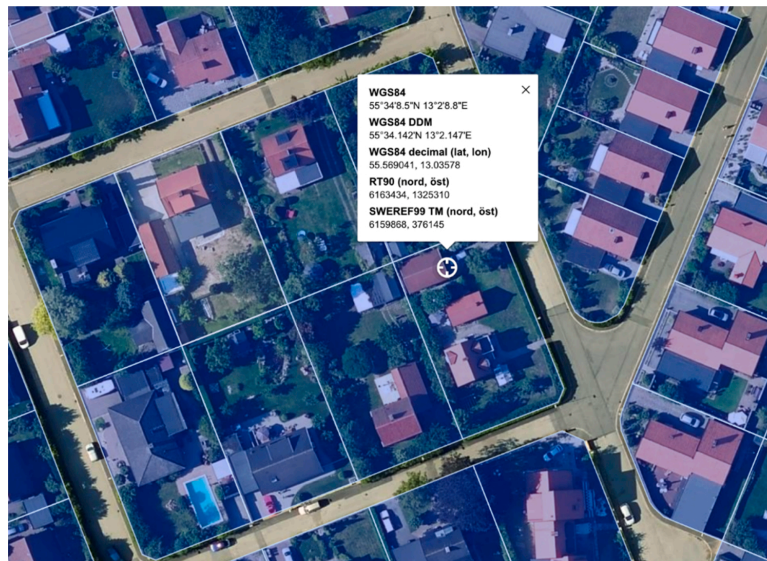 WGS84
55°34'8.5"N 13°2'8.8"E
WGS84 DDM
55°34.142'N 13°2.147'E
WGS84 decimal (lat, lon)
55.569041, 13.03578
RT90 (nord, öst)
6163434, 1325310
SWEREF99 TM (nord, öst)
6159868, 376145